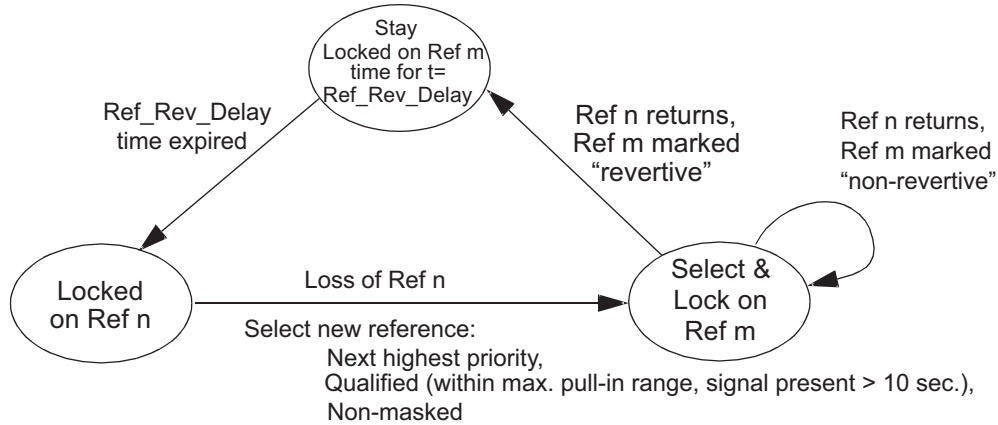 Stay
Locked on Ref m
time for t=
Ref_Rev_Delay
Ref_Rev_Delay
time expired
Ref n returns,
Ref m marked
“revertive”
Ref n returns,
Ref m marked
“non-revertive”
Locked
on Ref n
Loss of Ref n
Select &
Lock on
Ref m
Select new reference:
Next highest priority,
Qualified (within max. pull-in range, signal present > 10 sec.),
Non-masked